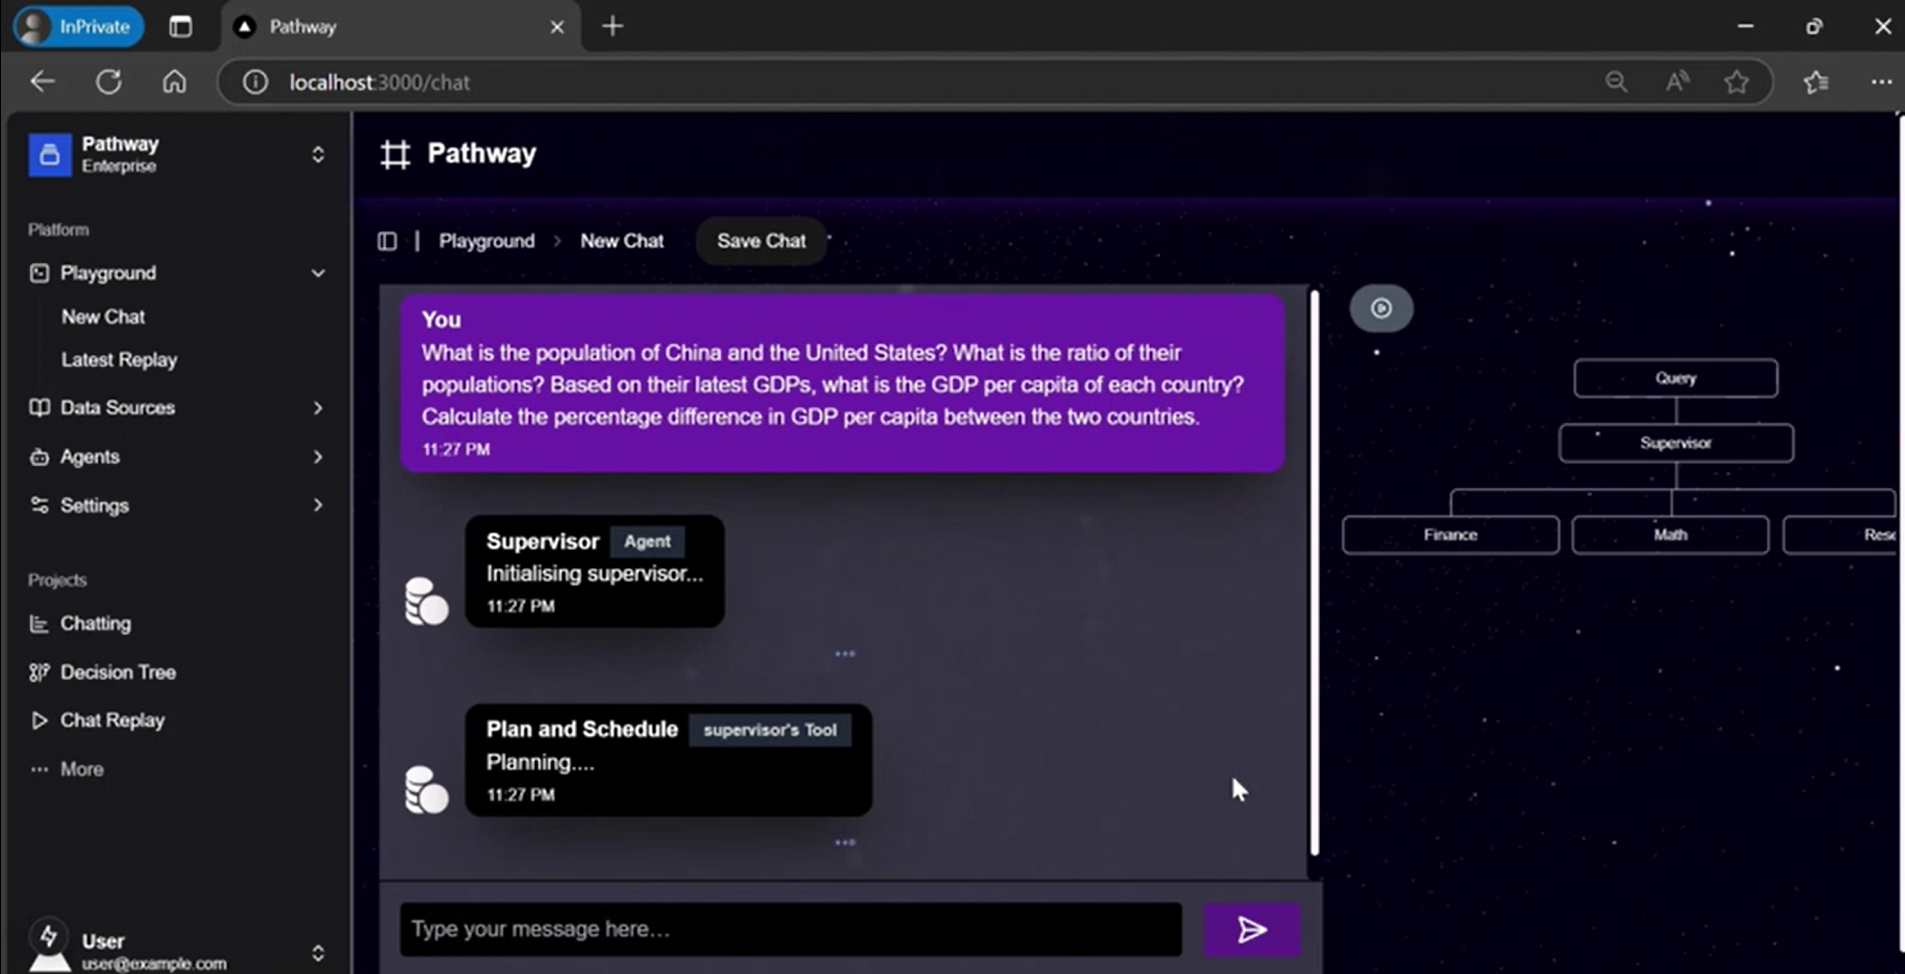 InPrivate
Pathway
localhost:3000/chat
Pathway
Enterprise
Platform
Playground
New Chat
Latest Replay
Data Sources
Agents
Settings
Projects
Chatting
Decision Tree
Chat Replay
More
User
user@example.com
Pathway
Playground > New Chat Save Chat
You
What is the population of China and the United States? What is the ratio of their
populations? Based on their latest GDPs, what is the GDP per capita of each country?
Calculate the percentage difference in GDP per capita between the two countries.
11:27 PM
Supervisor Agent
Initialising supervisor...
11:27 PM
Plan and Schedule supervisor's Tool
Planning....
11:27 PM
Type your message here...
Query
Supervisor
Finance Math